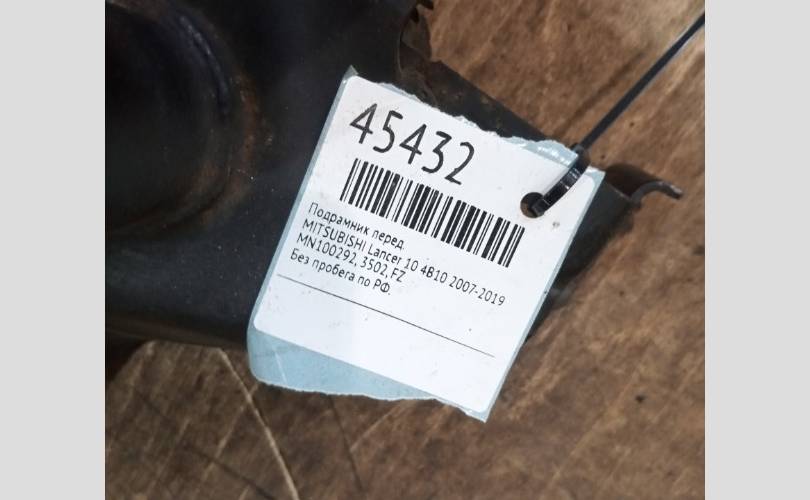 45432
Подрамник перед.
MITSUBISHI Lancer 10 4B10 2007-2019
MN100292, 3502, FZ
Без пробега по РФ.